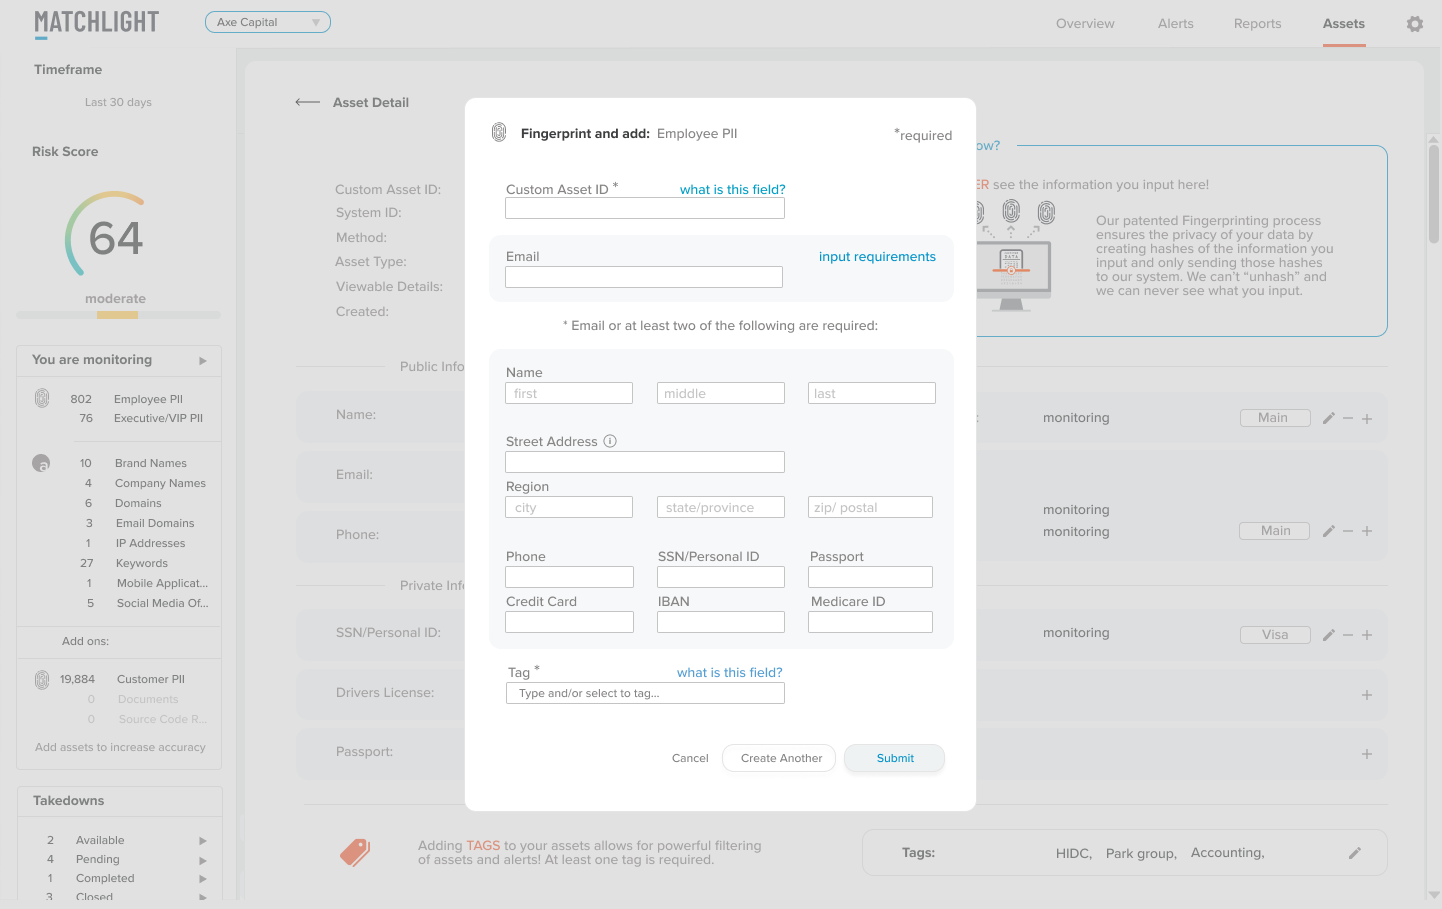 MATCHLIGHT
Axe Capital
Overview
Alerts
Reports
Assets
Timeframe
Last 30 days
Risk Score
64
moderate
You are monitoring
802 Employee PII
76 Executive/VIP PII
a
10 Brand Names
4 Company Names
6 Domains
3 Email Domains
1 IP Addresses
27 Keywords
1 Mobile Applicat...
5 Social Media Of...
Add ons:
19,884 Customer PII
0 Documents
0 Source Code R...
Add assets to increase accuracy
Takedowns
2 Available
4 Pending
1 Completed
3 Closed
Asset Detail
Custom Asset ID:
System ID:
Method:
Asset Type:
Viewable Details:
Created:
Public Info
Name:
Email:
Phone:
Private Info
SSN/Personal ID:
Drivers License:
Passport:
Fingerprint and add: Employee PII
*required
Custom Asset ID *
what is this field?
Email
input requirements
* Email or at least two of the following are required:
Name
first
middle
last
Street Address
Region
city
state/province
zip/ postal
Phone
SSN/Personal ID
Passport
Credit Card
IBAN
Medicare ID
Tag *
what is this field?
Type and/or select to tag...
Cancel
Create Another
Submit
ow?
ER see the information you input here!
DATA
Our patented Fingerprinting process
ensures the privacy of your data by
creating hashes of the information you
input and only sending those hashes
to our system. We can't “unhash” and
we can never see what you input.
: monitoring
Main
monitoring
monitoring
Main
monitoring
Visa
Adding TAGS to your assets allows for powerful filtering
of assets and alerts! At least one tag is required.
Tags:
HIDC, Park group, Accounting,